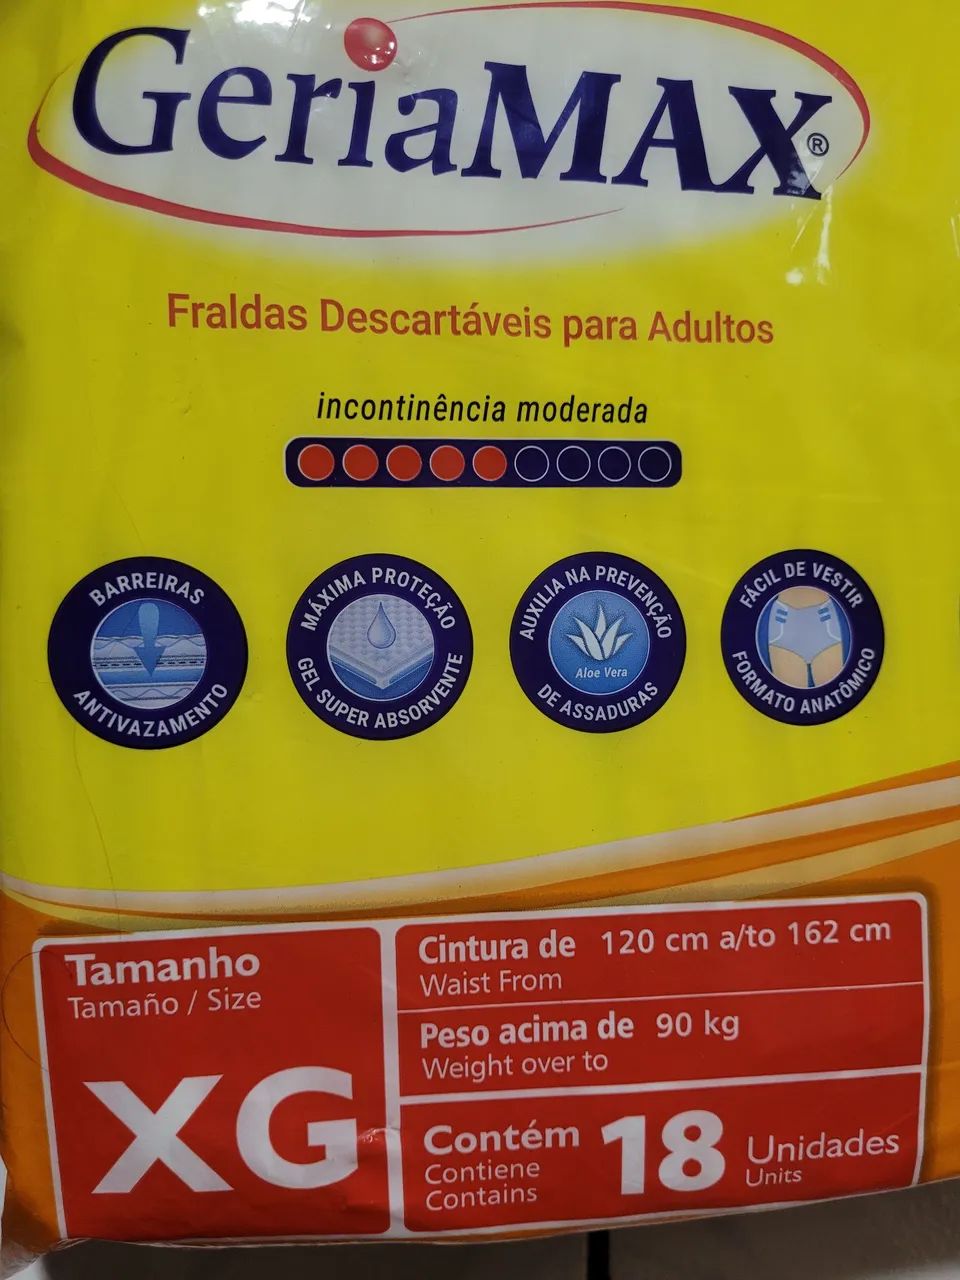 GeriaMAX®
Fraldas Descartáveis para Adultos
incontinência moderada
BARREIRAS
ANTIVAZAMENTO
MÁXIMA PROTEÇÃO
GEL SUPER ABSORVENTE
AUXILIA NA PREVENÇÃO
Aloe Vera
DE ASSADURAS
FÁCIL DE VESTIR
FORMATO ANATÔMICO
Tamanho
Tamaño / Size
XG
Cintura de 120 cm a/to 162 cm
Waist From
Peso acima de 90 kg
Weight over to
Contém 18 Unidades
Contiene
Units
Contains